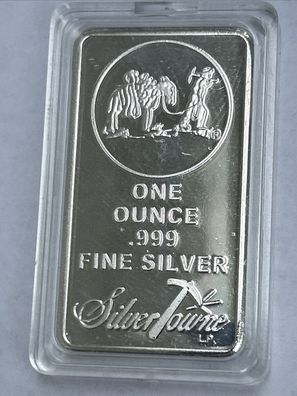 ®
ONE
OUNCE
.999
FINE SILVER
SilverTowne
L.P.